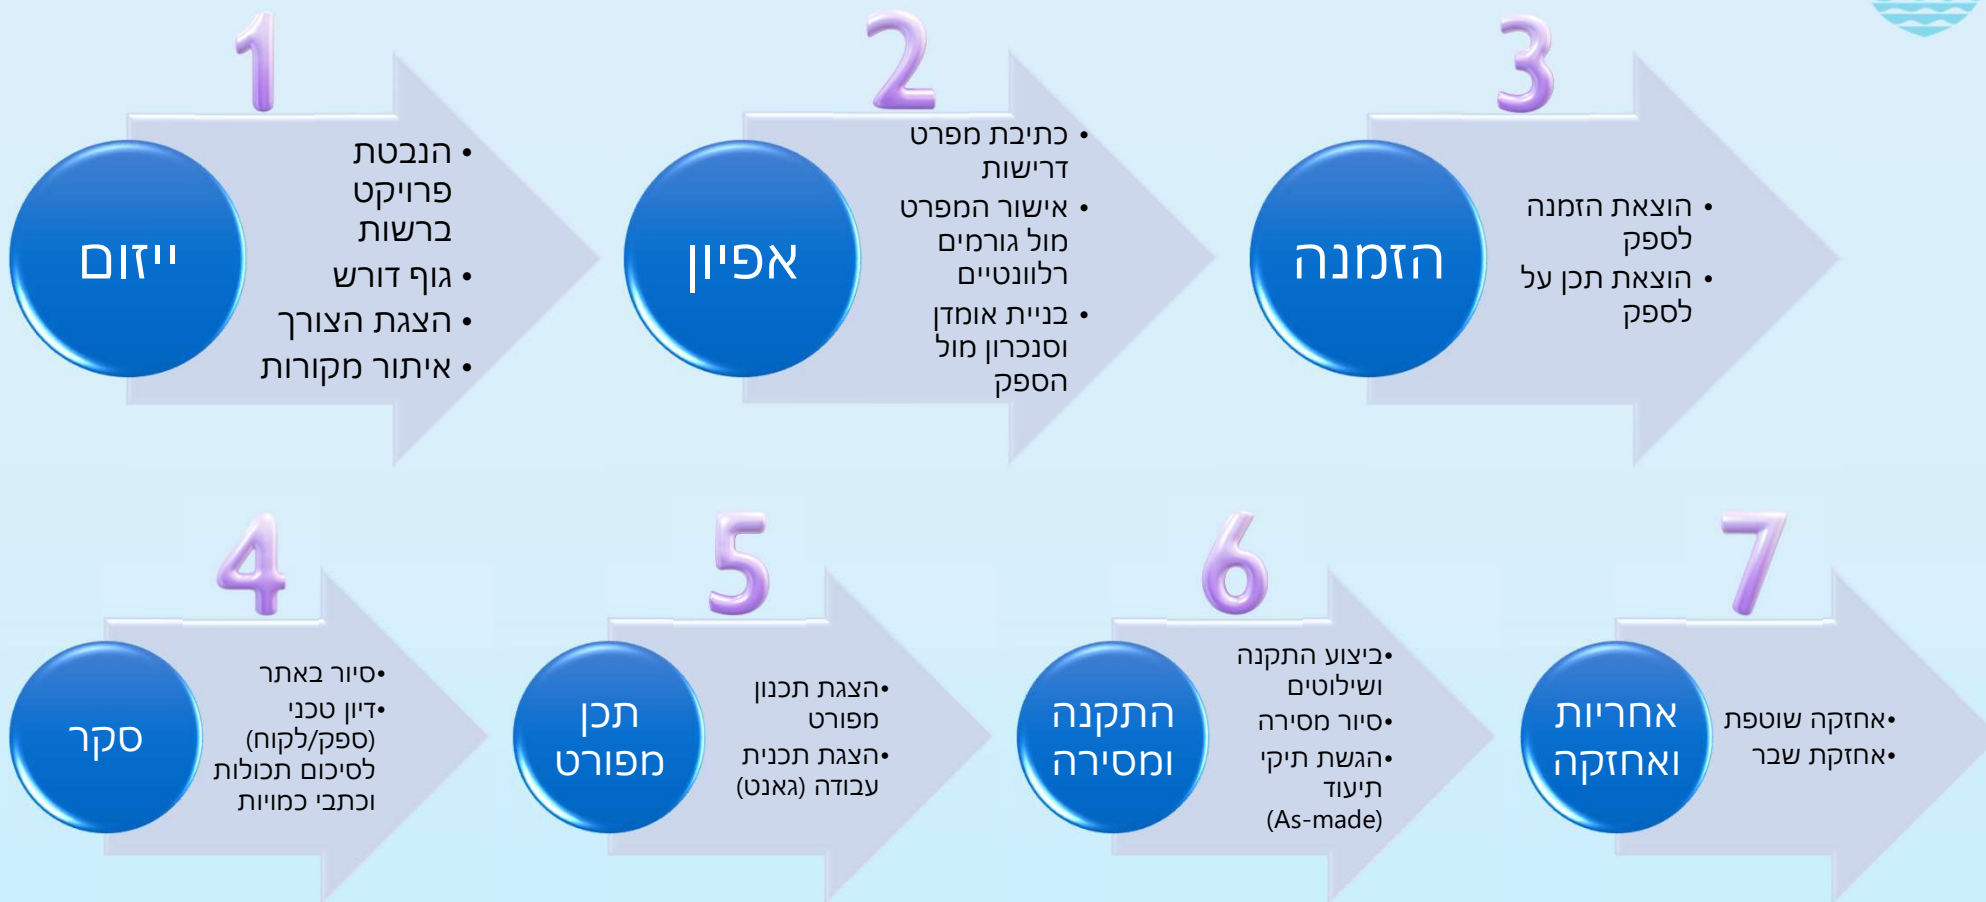 1
ייזום
• הנבטת
פרויקט
ברשות
• גוף דורש
• הצגת הצורך
• איתור מקורות
2
אפיון
• כתיבת מפרט
דרישות
• אישור המפרט
מול גורמים
רלוונטיים
• בניית אומדן
וסנכרון מול
הספק
3
הזמנה
• הוצאת הזמנה
לספק
• הוצאת תכן על
לספק
4
סקר
•סיור באתר
•דיון טכני
(ספק/לקוח)
לסיכום תכולות
וכתבי כמויות
5
תכן
מפורט
•הצגת תכנון
מפורט
•הצגת תכנית
עבודה (גאנט)
6
התקנה
ומסירה
•ביצוע התקנה
ושילוטים
•סיור מסירה
•הגשת תיקי
תיעוד
(As-made)
7
אחריות
ואחזקה
•אחזקה שוטפת
•אחזקת שבר